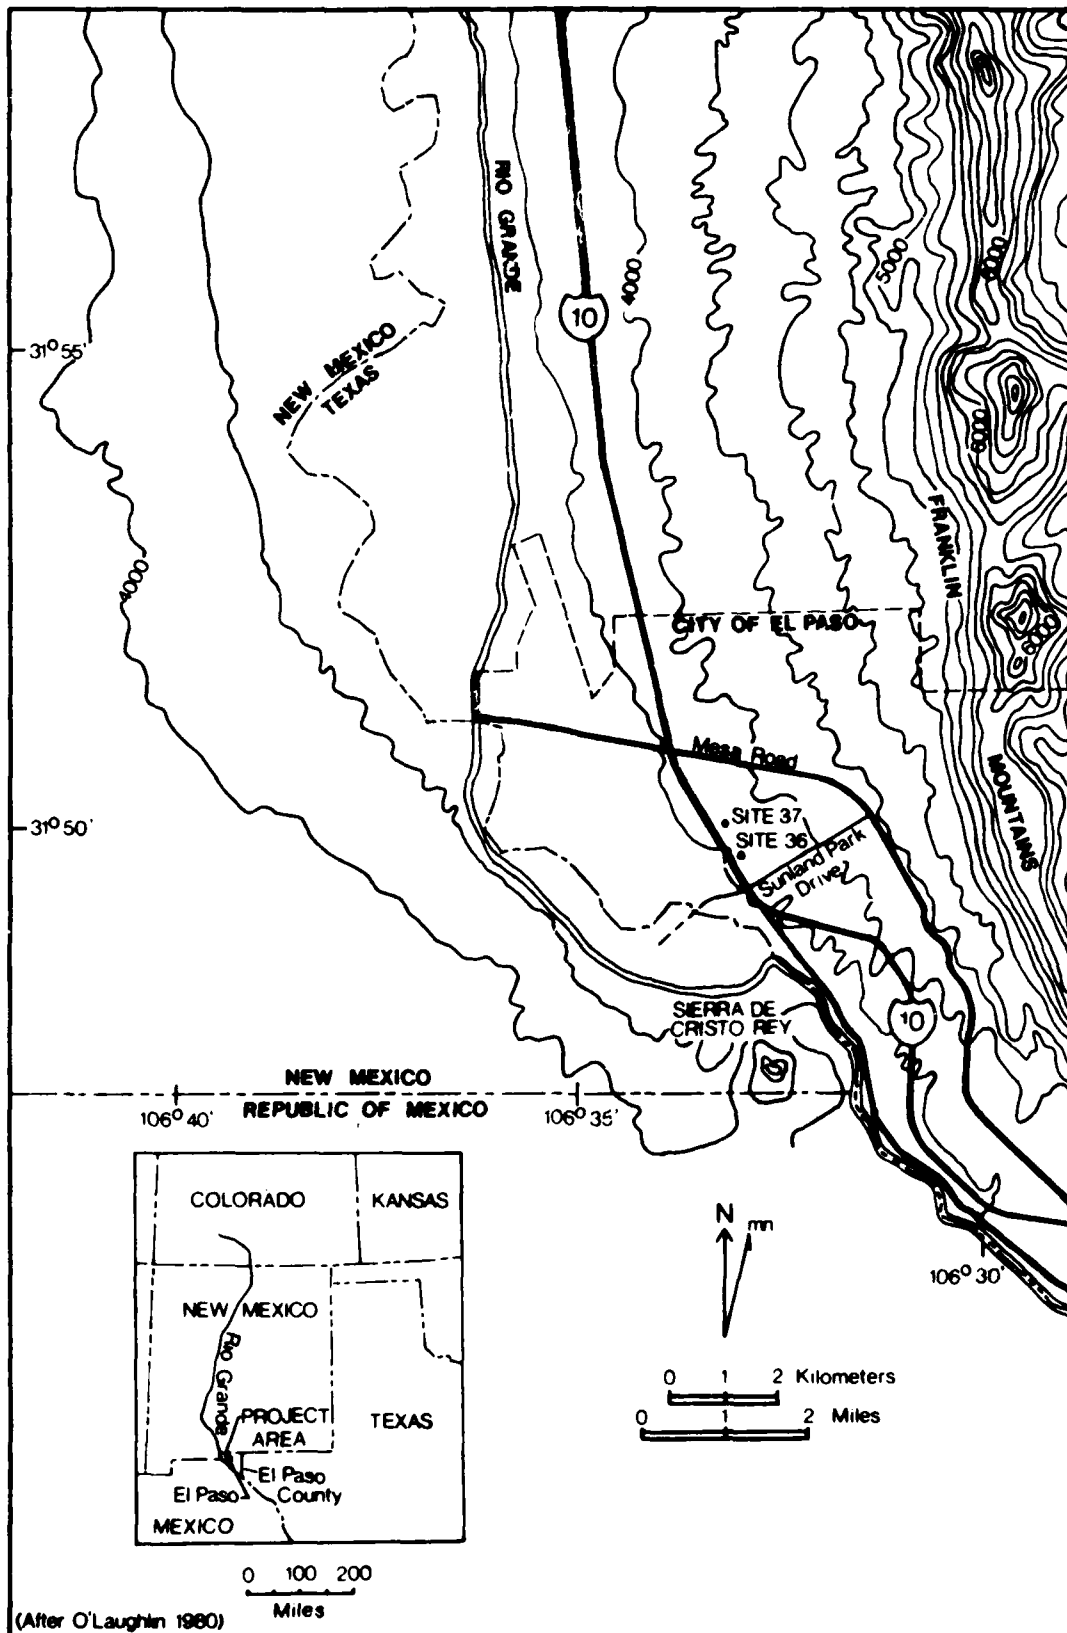 RIO GRANDE
10
4000
5000
6000
31° 55'
NEW MEXICO
TEXAS
6000
FRANKLIN
4000
CITY OF EL PASO
6000
Mesa Road
MOUNTAINS
31° 50'
SITE 37
SITE 36
Sunland Park
Drive
SIERRA DE
CRISTO REY
10
NEW MEXICO
REPUBLIC OF MEXICO
106° 40'
106° 35'
106° 30'
COLORADO
KANSAS
NEW MEXICO
Rio Grande
PROJECT
AREA
TEXAS
El Paso
County
El Paso
MEXICO
N
mn
0 1 2 Kilometers
0 1 2 Miles
0 100 200
Miles
(After O'Laughlin 1980)